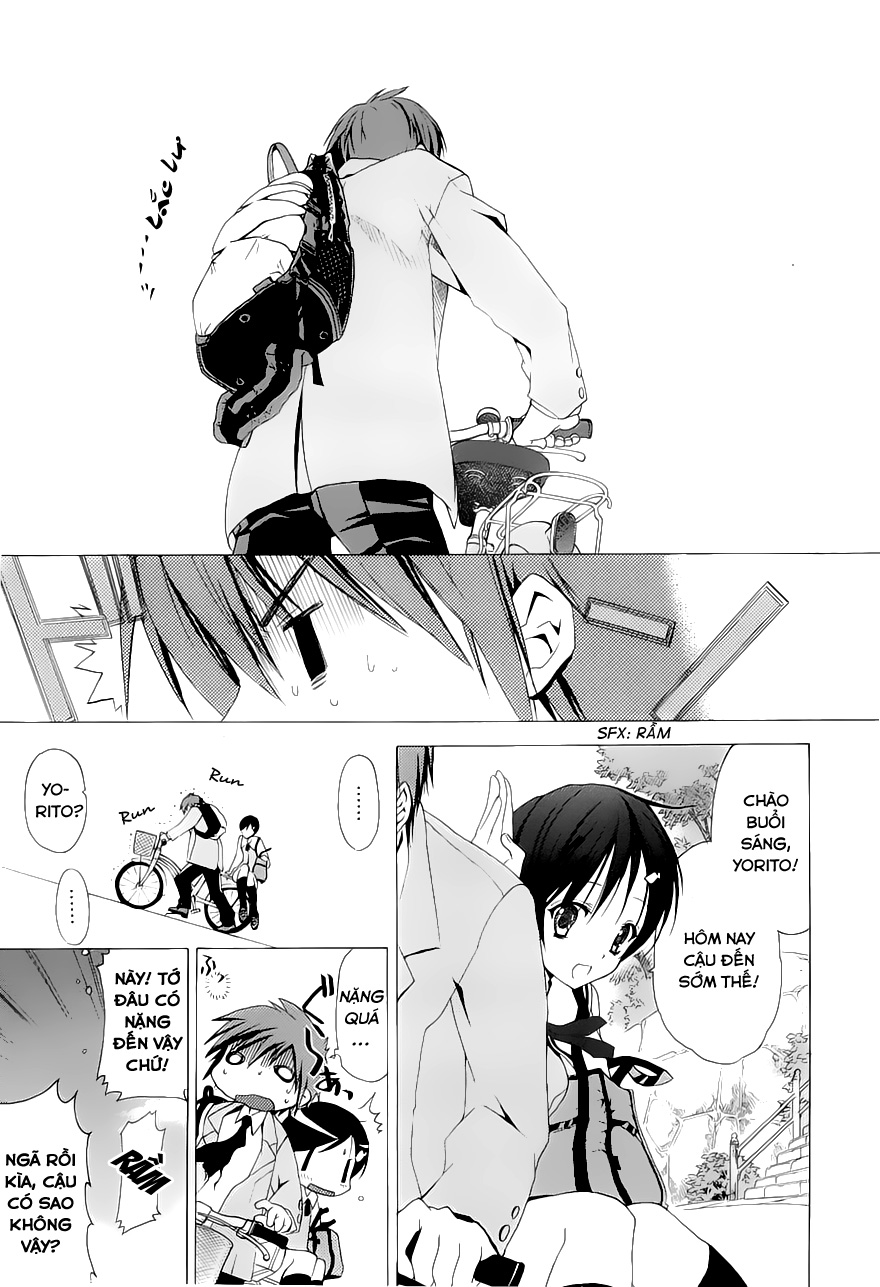 Lắc lư
SFX: RẦM
CHÀO
BUỔI
SÁNG,
YORITO!
HÔM NAY
CẬU ĐẾN
SỚM THẾ!
......
Run
Run
YO-
RITO?
......
NẶNG
QUÁ
...
NÀY! TỚ
ĐÂU CÓ
NẶNG
ĐẾN VẬY
CHỨ!
RẦM
NGÃ RỒI
KÌA, CẬU
CÓ SAO
KHÔNG
VẬY?